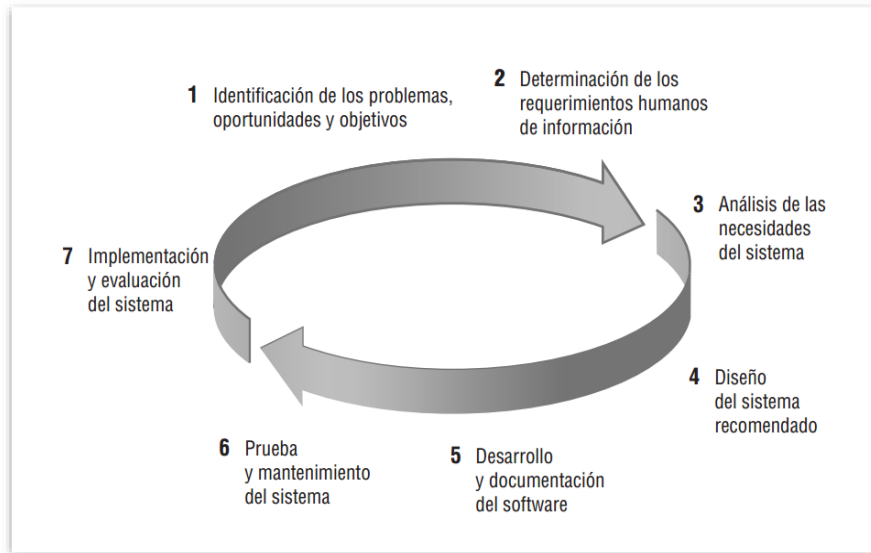 1 Identificación de los problemas,
oportunidades y objetivos
2 Determinación de los
requerimientos humanos
de información
3 Análisis de las
necesidades
del sistema
4 Diseño
del sistema
recomendado
5 Desarrollo
y documentación
del software
6 Prueba
y mantenimiento
del sistema
7 Implementación
y evaluación
del sistema